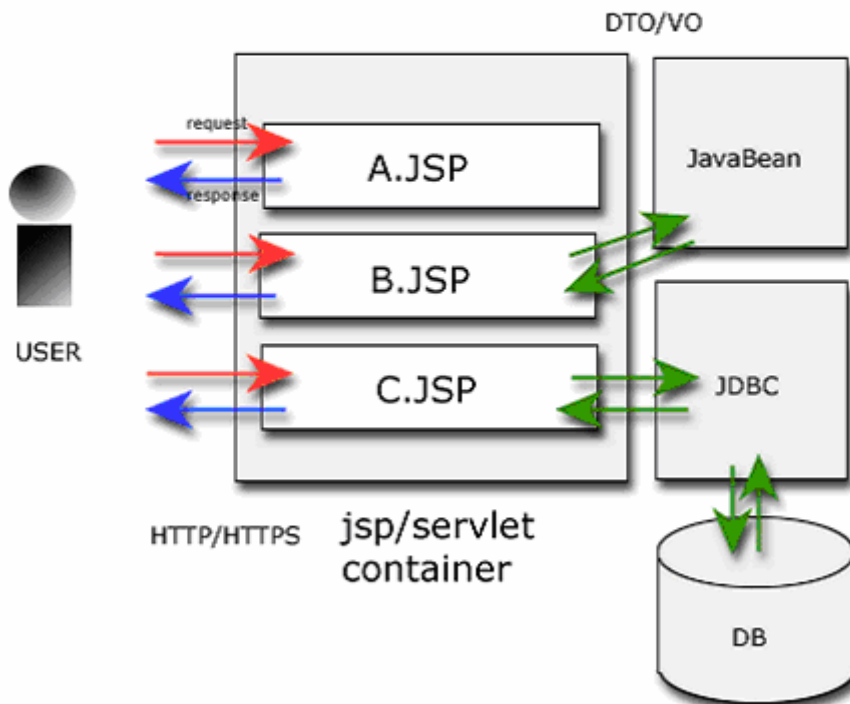 DTO/VO
request
A.JSP
response
JavaBean
B.JSP
USER
C.JSP
JDBC
HTTP/HTTPS
jsp/servlet
container
DB